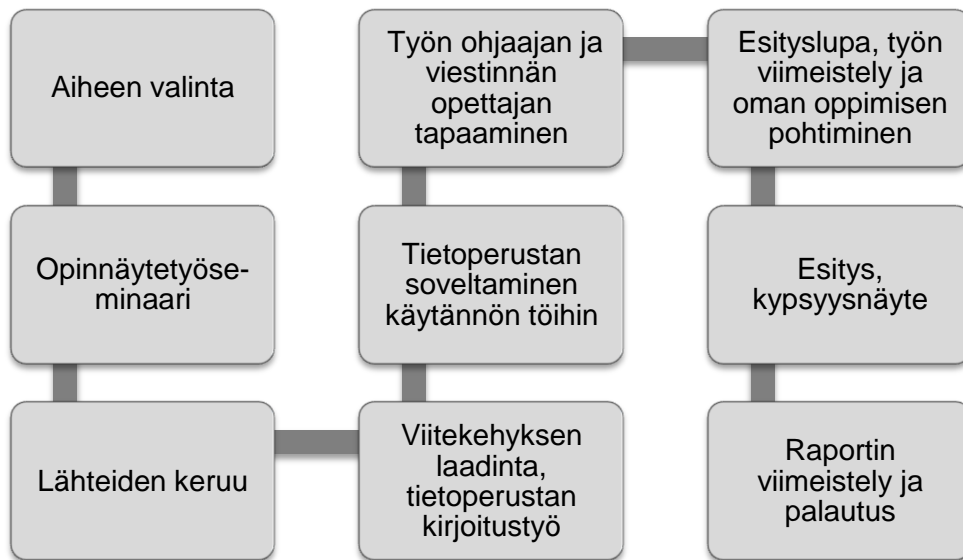 Aiheen valinta
Opinnäytetyöse-
minaari
Lähteiden keruu
Viitekehyksen
laadinta,
tietoperustan
kirjoitustyö
Tietoperustan
soveltaminen
käytännön töihin
Työn ohjaajan ja
viestinnän
opettajan
tapaaminen
Esityslupa, työn
viimeistely ja
oman oppimisen
pohtiminen
Esitys,
kypsyysnäyte
Raportin
viimeistely ja
palautus